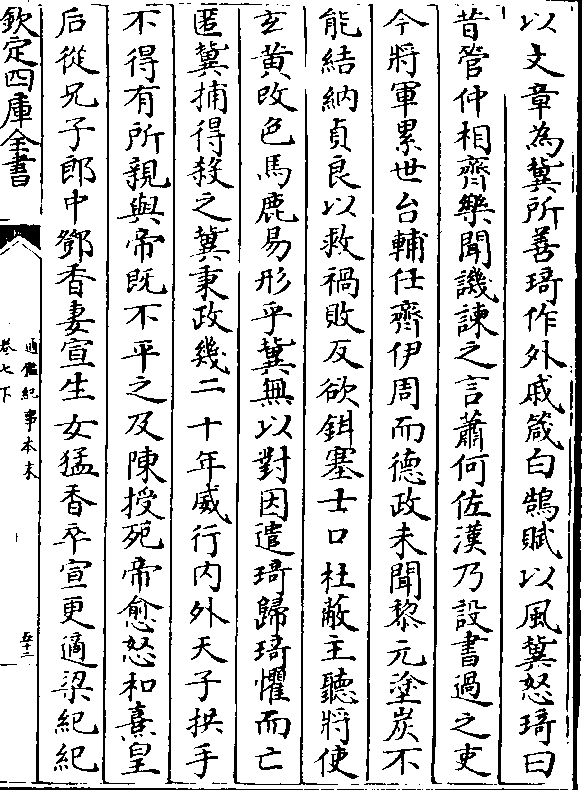 以文章為冀所善琦作外戚箴白鵠賦以風冀怒琦曰
昔管仲相齊樂聞譏諫之言蕭何佐漢乃設書過之吏
今將軍累世台輔任齊伊周而德政未聞黎元塗炭不
能結納貞良以救禍敗反欲鉗塞士口杜蔽主聽將使
玄黃改色馬鹿易形乎冀無以對因遣琦歸琦懼而亡
匿冀捕得殺之冀秉政幾二十年威行内外天子拱手
不得有所親與帝既不平之及陳授死帝愈怒和熹皇
后從兄子郎中鄧香妻宣生女猛香卒宣更適梁紀紀
欽定四庫全書
通鑑紀事本末
卷七下